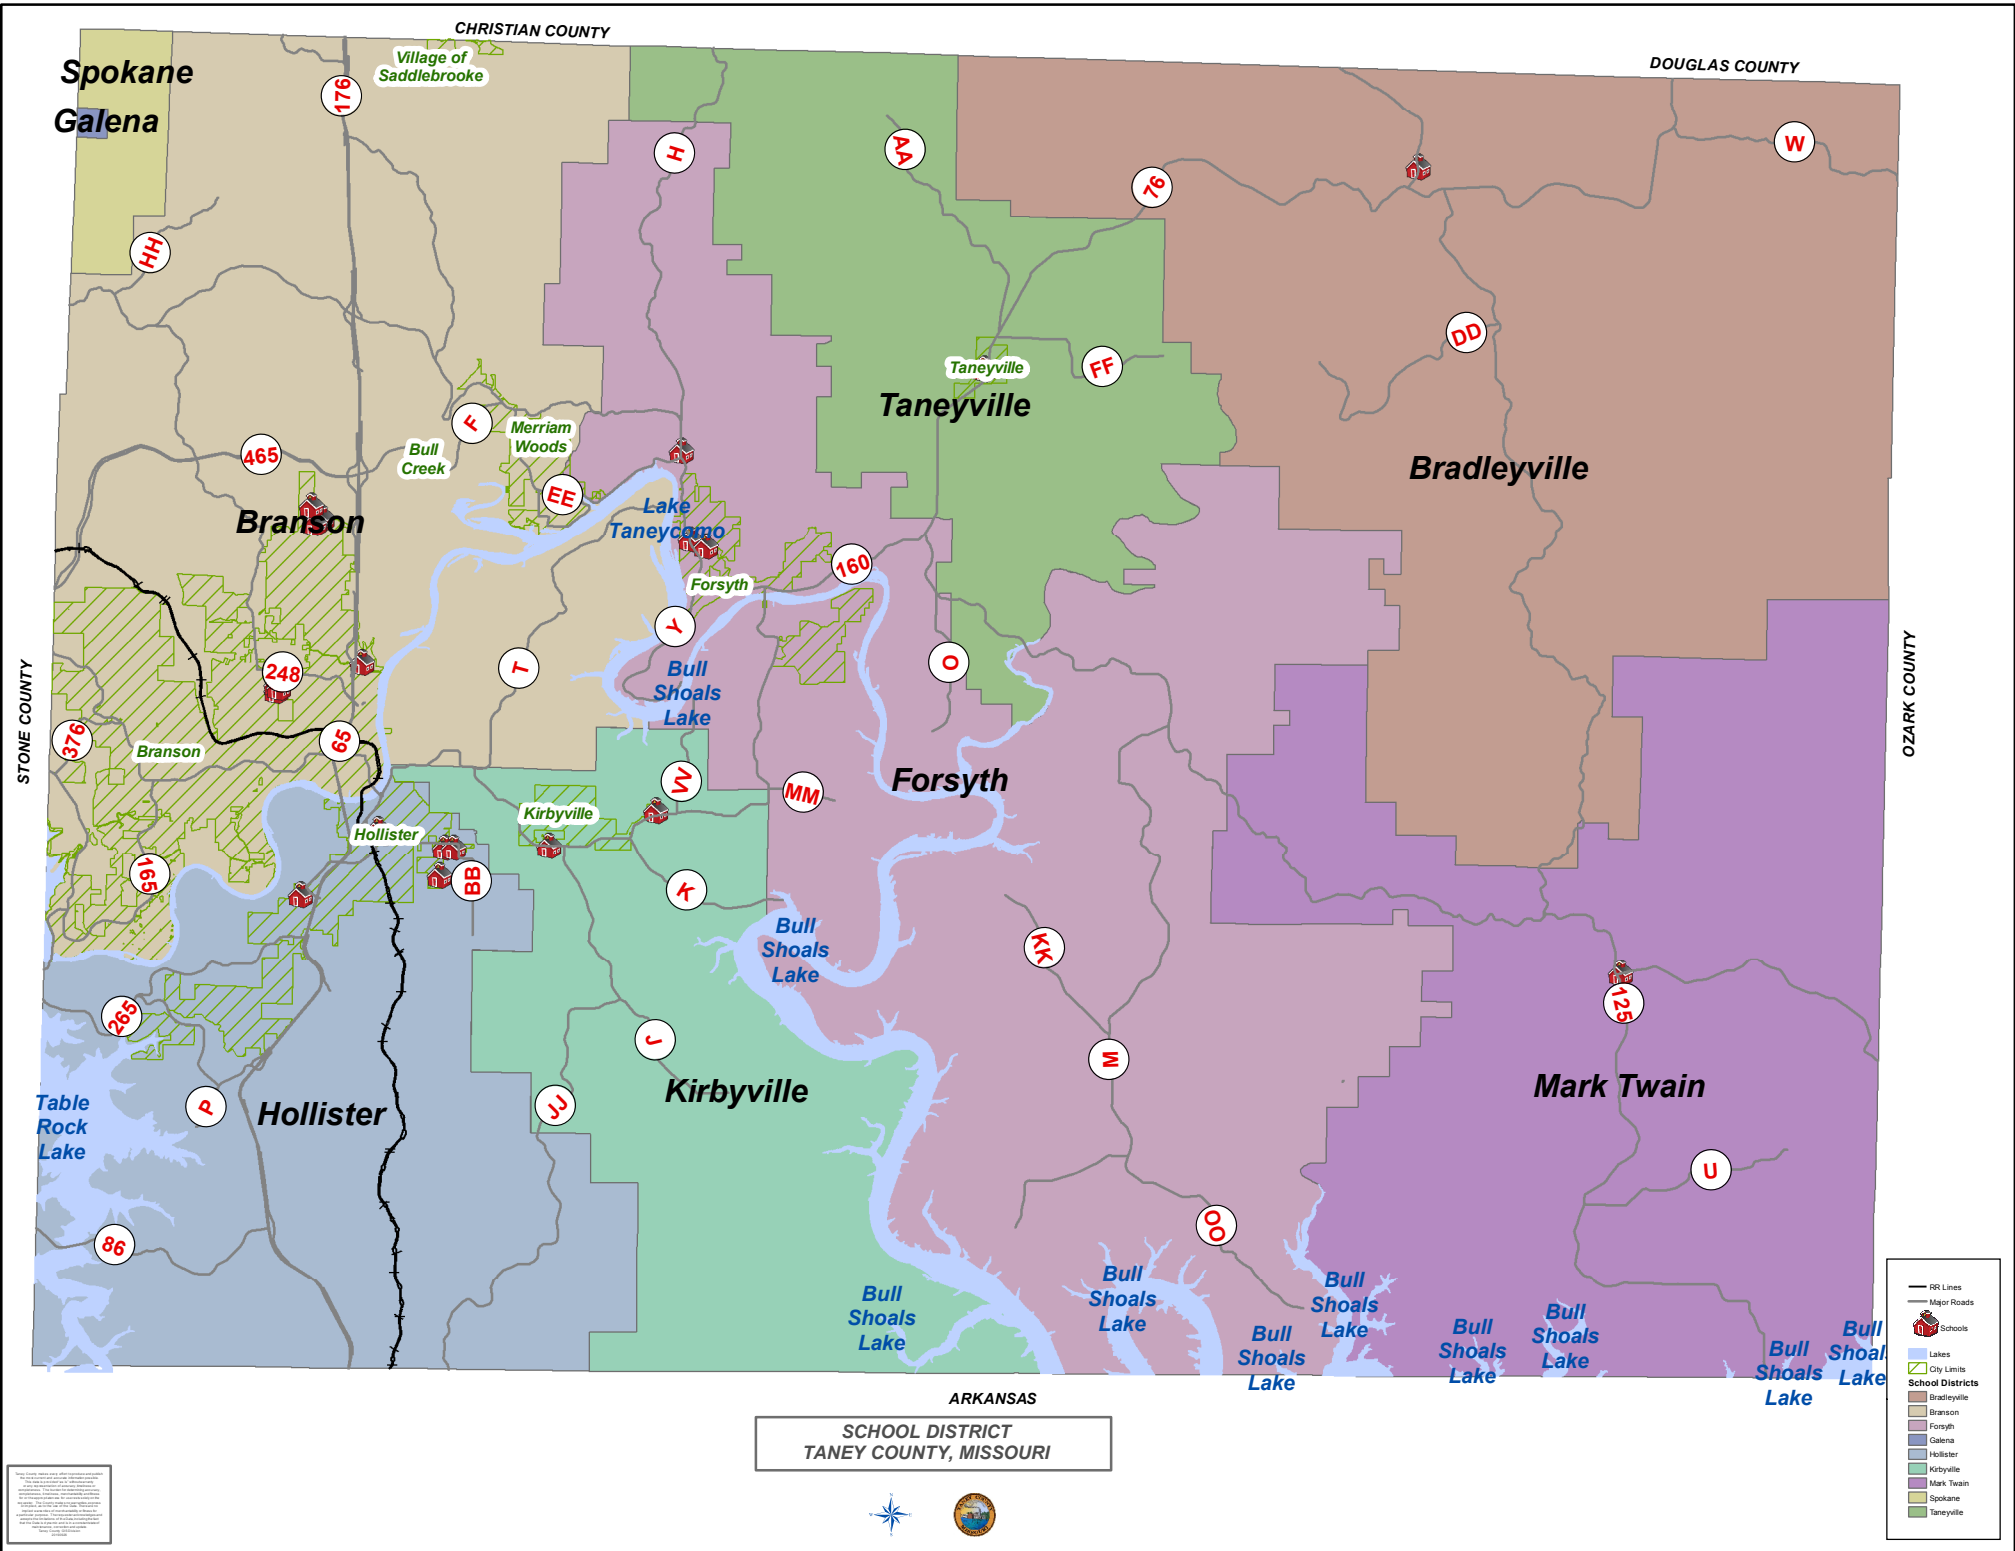 CHRISTIAN COUNTY
DOUGLAS COUNTY
Spokane
Galena
Village of
Saddlebrooke
176
H
AA
76
W
HH
DD
Taneyville
FF
Taneyville
F
Merriam
Woods
Bull
Creek
465
EE
Bradleyville
Branson
Lake
Taneycomo
Forsyth
160
Y
T
O
248
Bull
Shoals
Lake
STONE COUNTY
OZARK COUNTY
376
65
Branson
VV
MM
Forsyth
Kirbyville
Hollister
165
BB
K
Bull
Shoals
Lake
KK
125
265
J
M
Kirbyville
Mark Twain
Table
Rock
Lake
P
Hollister
JJ
U
86
OO
Bull
Shoals
Lake
Bull
Shoals
Lake
Bull
Shoals
Lake
Bull
Shoals
Lake
Bull
Shoals
Lake
Bull
Shoals
Lake
Bull
Shoals
Lake
Bull
Shoals
Lake
ARKANSAS
SCHOOL DISTRICT
TANEY COUNTY, MISSOURI
RR Lines
Major Roads
Schools
Lakes
City Limits
School Districts
Bradleyville
Branson
Forsyth
Galena
Hollister
Kirbyville
Mark Twain
Spokane
Taneyville